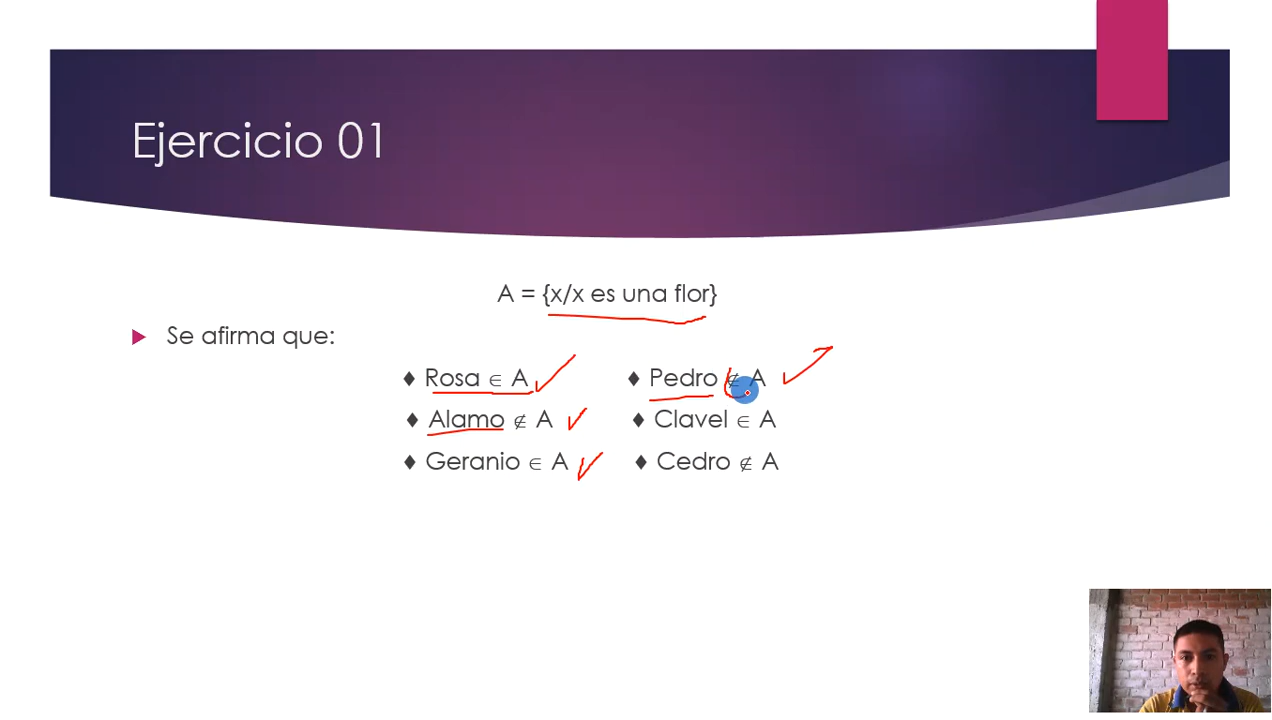 Ejercicio 01
A = {x/x es una flor}
Se afirma que:
♦ Rosa ∈ A ♦ Pedro ∉ A
♦ Alamo ∉ A ♦ Clavel ∈ A
♦ Geranio ∈ A ♦ Cedro ∉ A